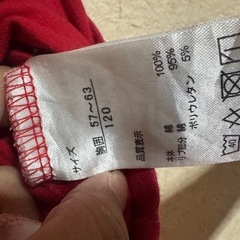 サイズ
胸囲 57～63
120
品質表示
本体 綿 100%
リブ部分 綿 95%
ポリウレタン 5%
40